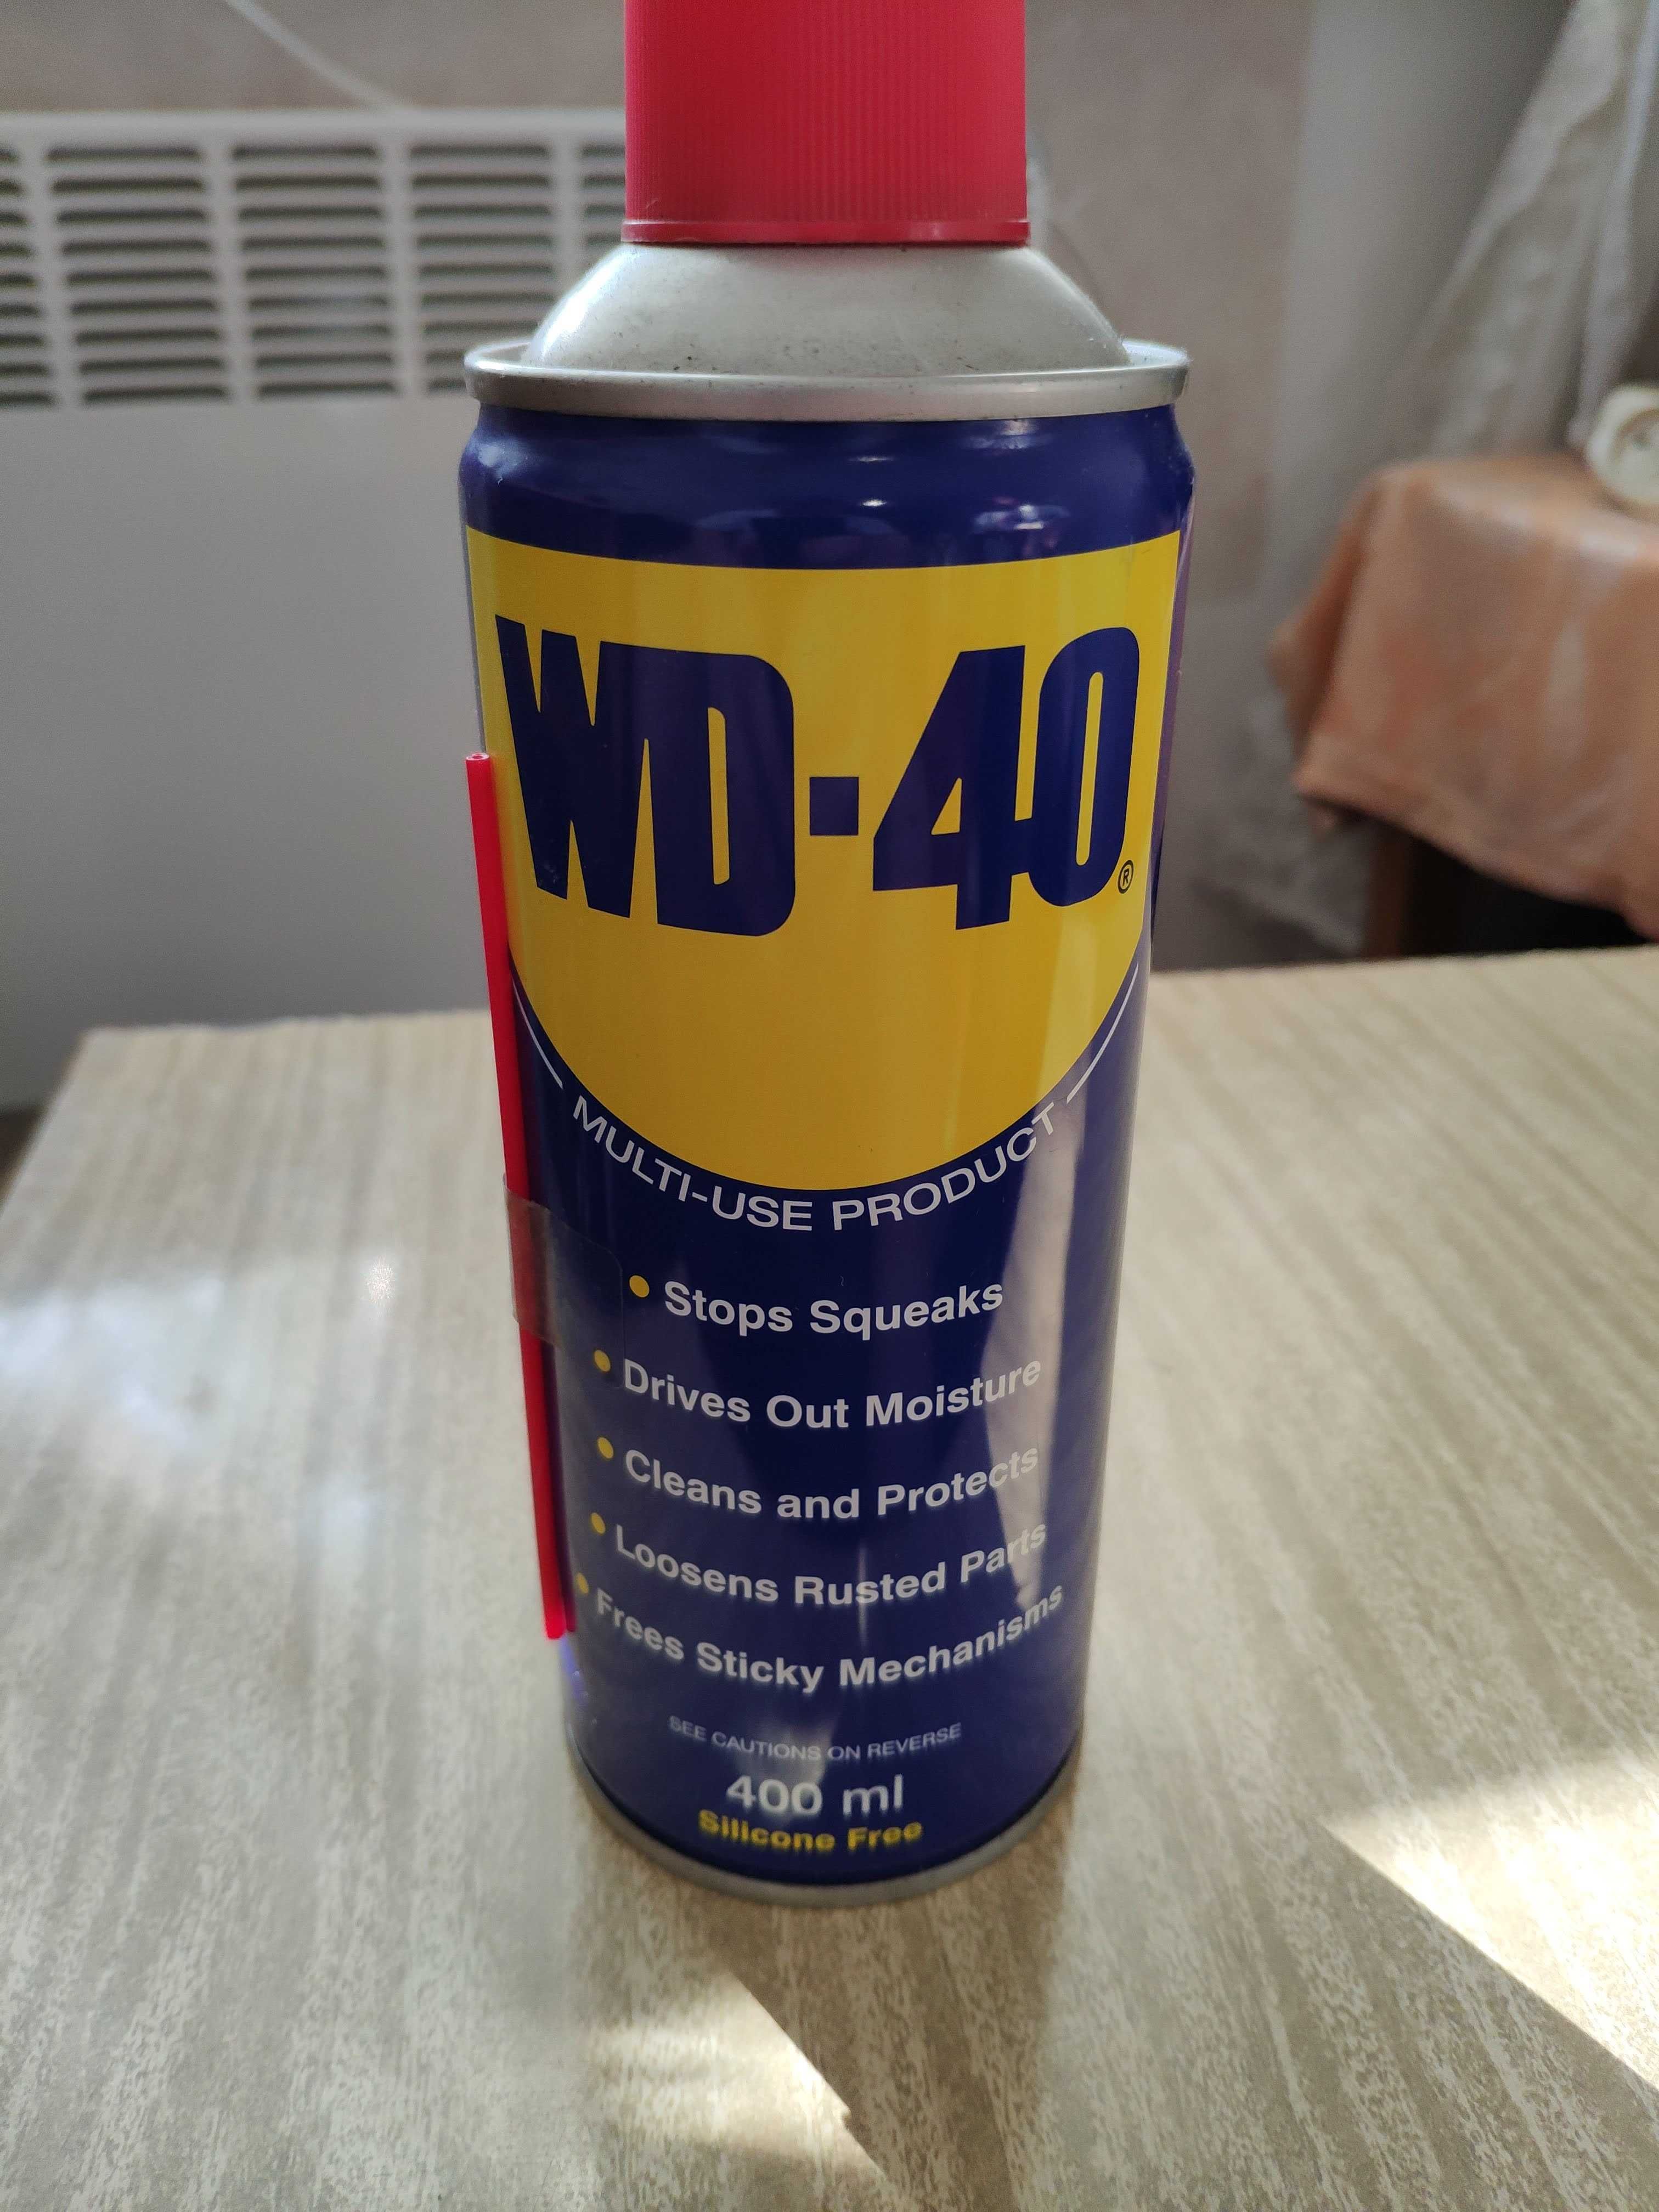 WD-40
®
MULTI-USE PRODUCT
• Stops Squeaks
• Drives Out Moisture
• Cleans and Protects
• Loosens Rusted Parts
• Frees Sticky Mechanisms
SEE CAUTIONS ON REVERSE
400 ml
Silicone Free